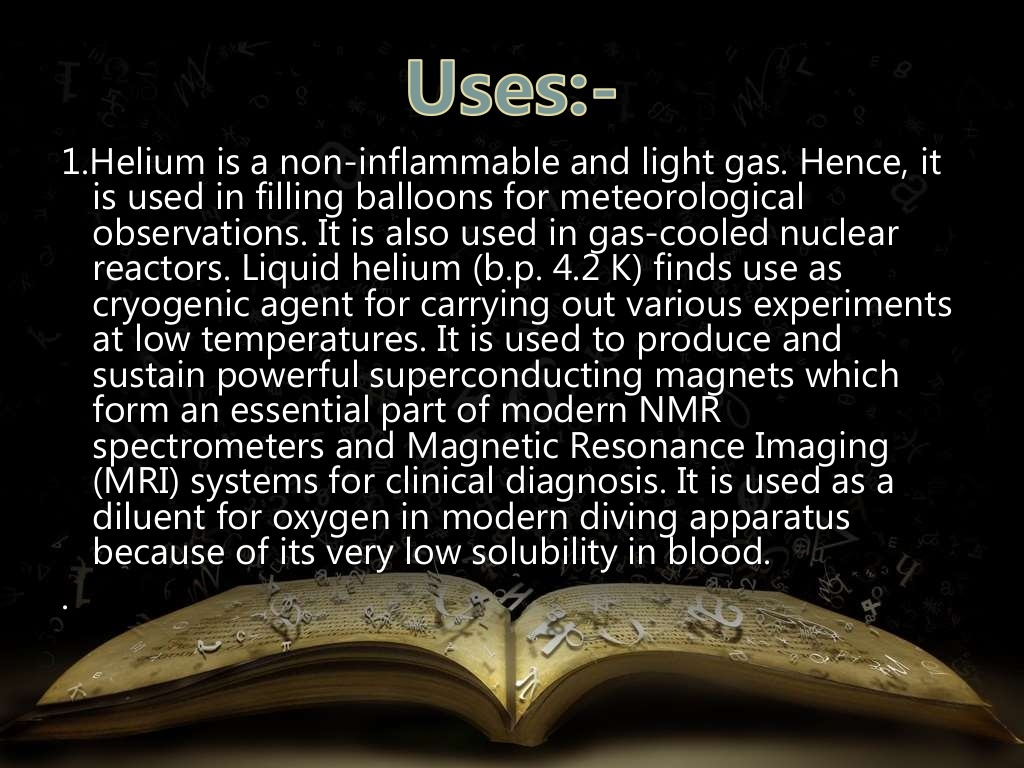 Uses:-
1.Helium is a non-inflammable and light gas. Hence, it
is used in filling balloons for meteorological
observations. It is also used in gas-cooled nuclear
reactors. Liquid helium (b.p. 4.2 K) finds use as
cryogenic agent for carrying out various experiments
at low temperatures. It is used to produce and
sustain powerful superconducting magnets which
form an essential part of modern NMR
spectrometers and Magnetic Resonance Imaging
(MRI) systems for clinical diagnosis. It is used as a
diluent for oxygen in modern diving apparatus
because of its very low solubility in blood.
.